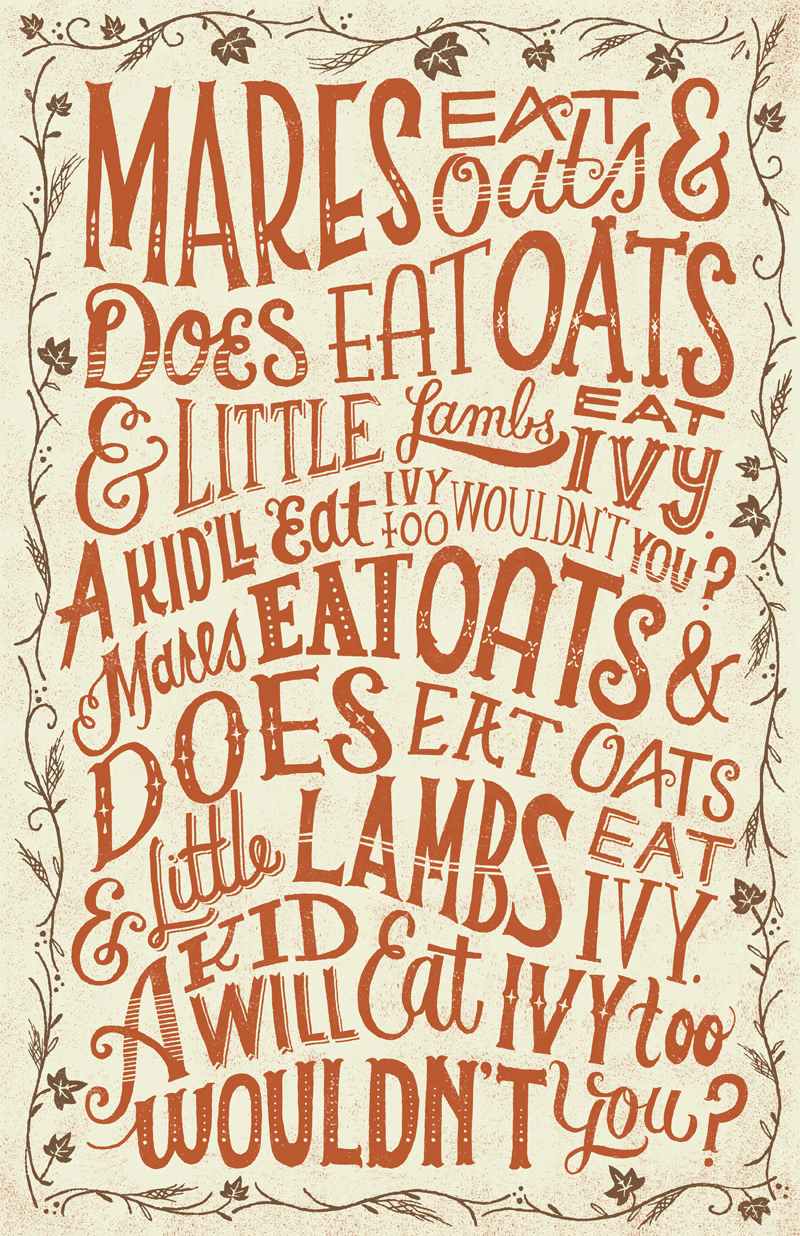 MARES EAT oats &
DOES EAT OATS
& LITTLE Lambs EAT IVY.
A KID'LL Eat IVY TOO WOULDN'T YOU?
Mares EAT OATS &
DOES EAT OATS
& Little LAMBS EAT IVY.
A KID WILL Eat IVY too
WOULDN'T You?